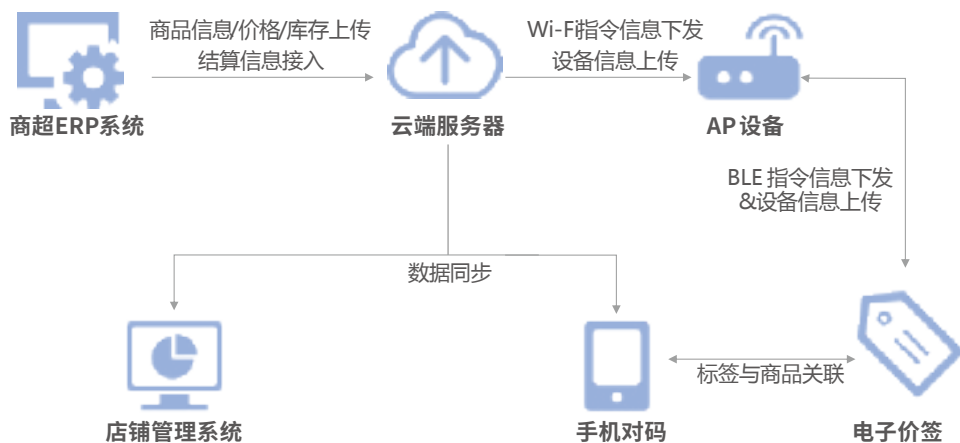 商品信息/价格/库存上传
结算信息接入
Wi-Fi指令信息下发
设备信息上传
商超ERP系统
云端服务器
AP 设备
BLE 指令信息下发
&设备信息上传
数据同步
标签与商品关联
店铺管理系统
手机对码
电子价签